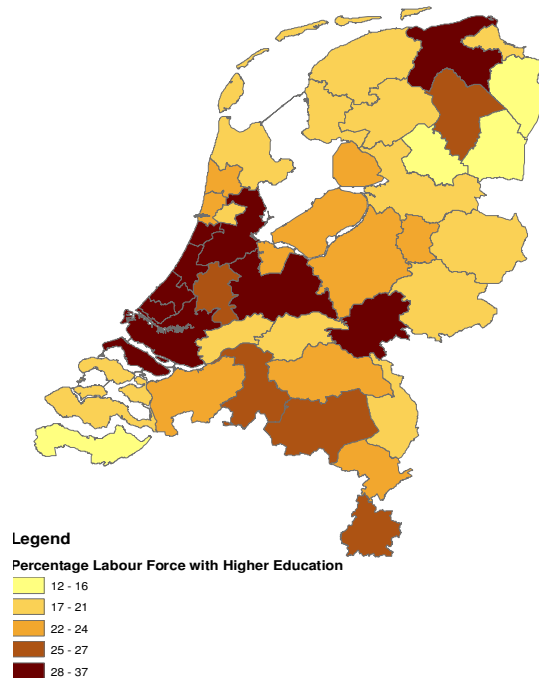 Legend
Percentage Labour Force with Higher Education
12 - 16
17 - 21
22 - 24
25 - 27
28 - 37